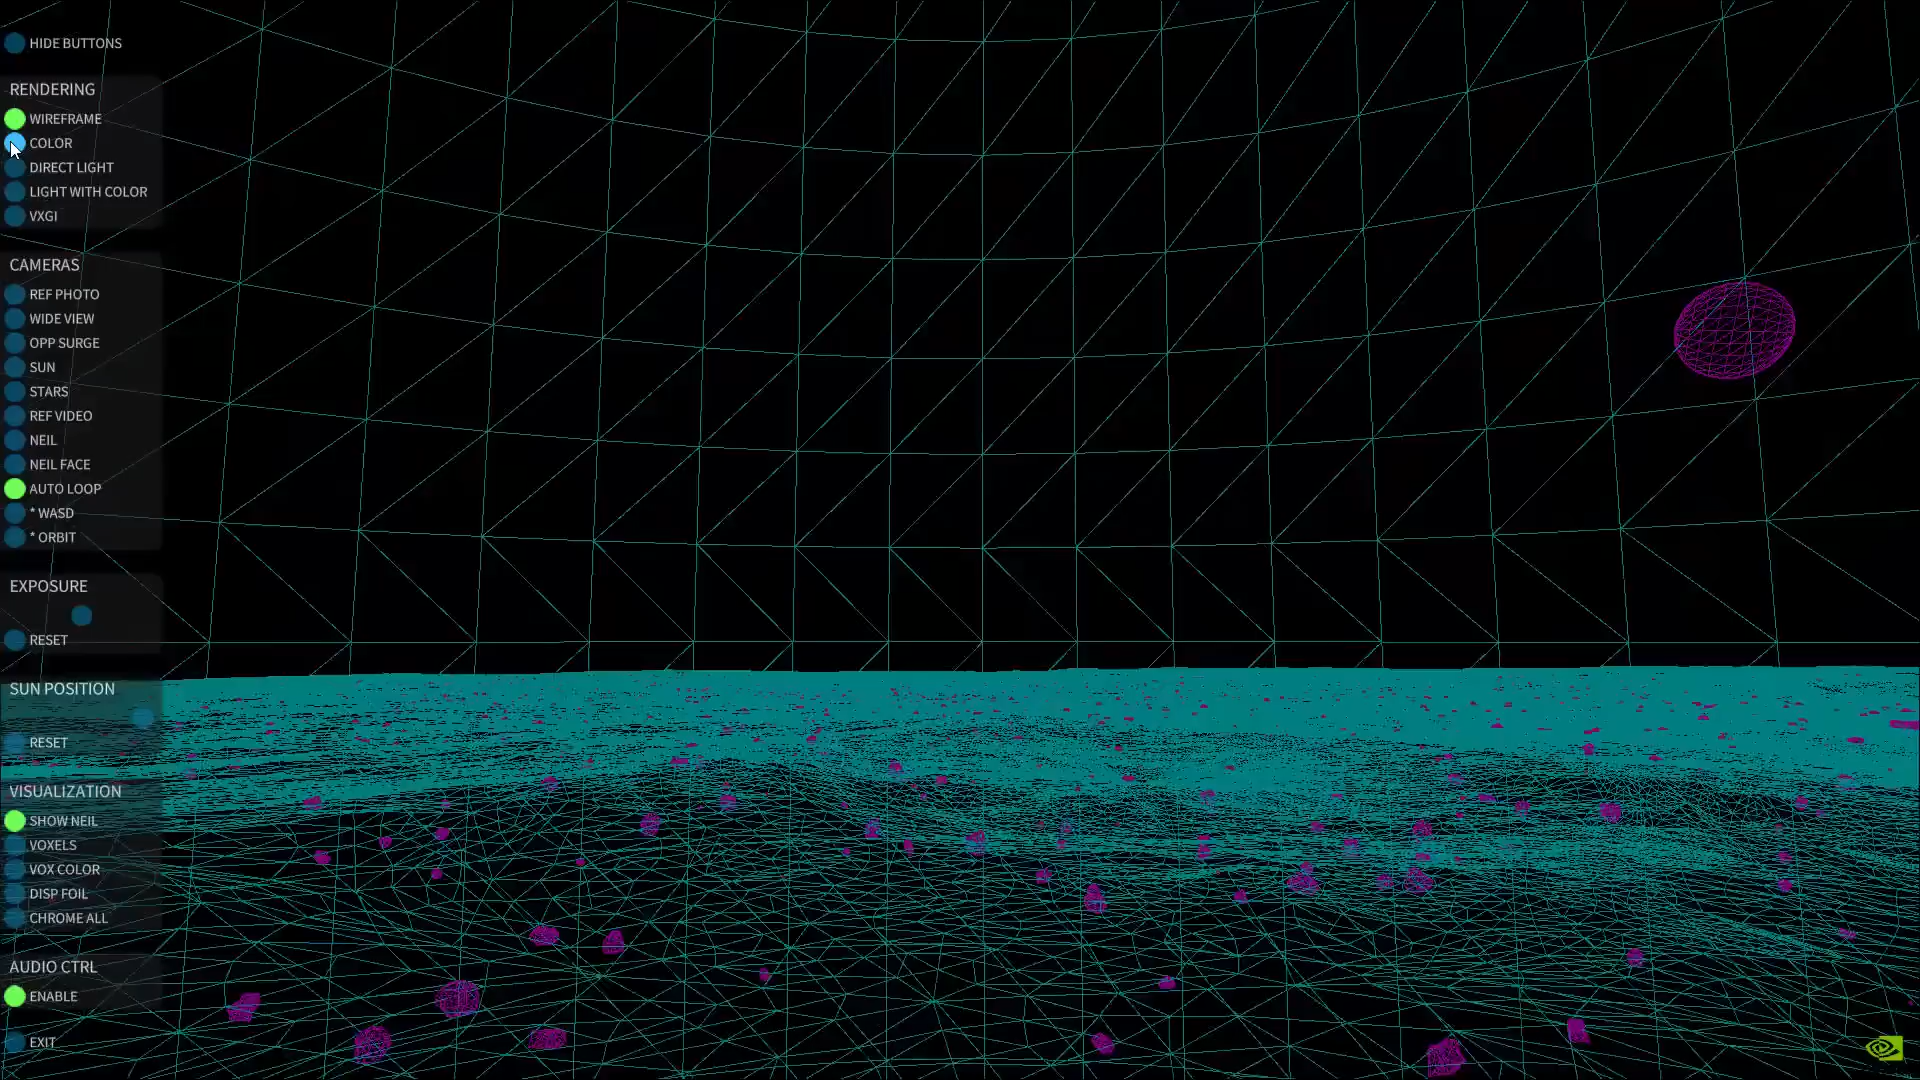 HIDE BUTTONS
RENDERING
WIREFRAME
COLOR
DIRECT LIGHT
LIGHT WITH COLOR
VXGI
CAMERAS
REF PHOTO
WIDE VIEW
OPP SURGE
SUN
STARS
REF VIDEO
NEIL
NEIL FACE
AUTO LOOP
* WASD
* ORBIT
EXPOSURE
RESET
SUN POSITION
RESET
VISUALIZATION
SHOW NEIL
VOXELS
VOX COLOR
DISP FOIL
CHROME ALL
AUDIO CTRL
ENABLE
EXIT